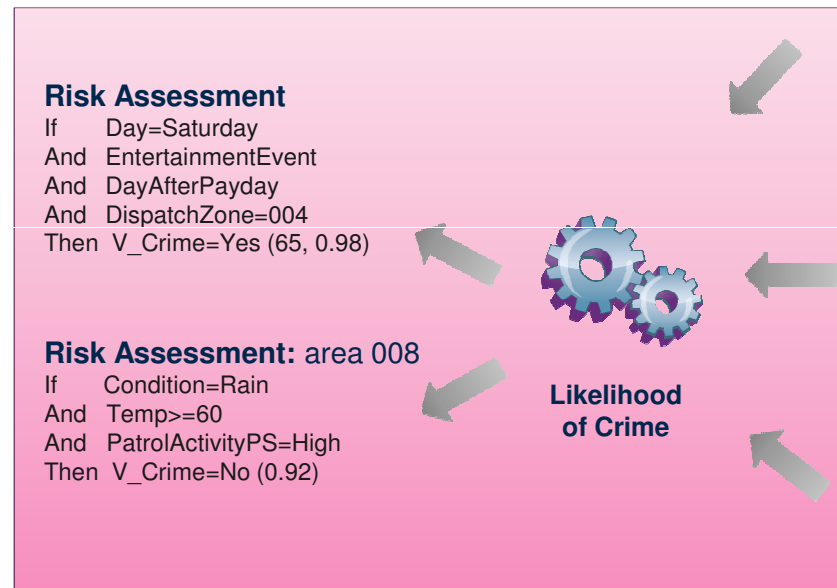 Risk Assessment
If Day=Saturday
And EntertainmentEvent
And DayAfterPayday
And DispatchZone=004
Then V_Crime=Yes (65, 0.98)
Risk Assessment: area 008
If Condition=Rain
And Temp>=60
And PatrolActivityPS=High
Then V_Crime=No (0.92)
Likelihood
of Crime